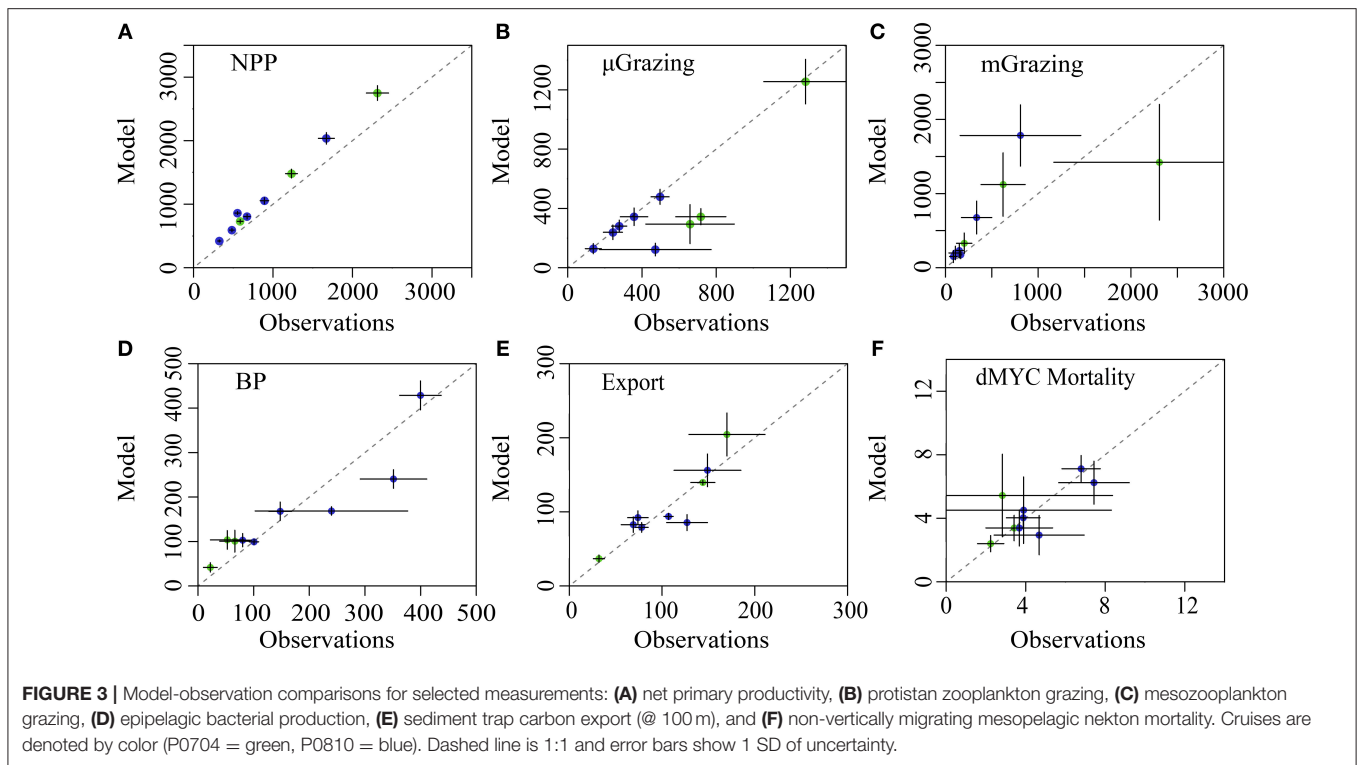 A
NPP
Model
0 1000 2000 3000
0 1000 2000 3000
Observations
B
µGrazing
Model
0 400 800 1200
0 400 800 1200
Observations
C
mGrazing
Model
0 1000 2000 3000
0 1000 2000 3000
Observations
D
BP
Model
0 100 200 300 400 500
0 100 200 300 400 500
Observations
E
Export
Model
0 100 200 300
0 100 200 300
Observations
F
dMYC Mortality
Model
0 4 8 12
0 4 8 12
Observations
FIGURE 3 | Model-observation comparisons for selected measurements: (A) net primary productivity, (B) protistan zooplankton grazing, (C) mesozooplankton
grazing, (D) epipelagic bacterial production, (E) sediment trap carbon export (@ 100 m), and (F) non-vertically migrating mesopelagic nekton mortality. Cruises are
denoted by color (P0704 = green, P0810 = blue). Dashed line is 1:1 and error bars show 1 SD of uncertainty.